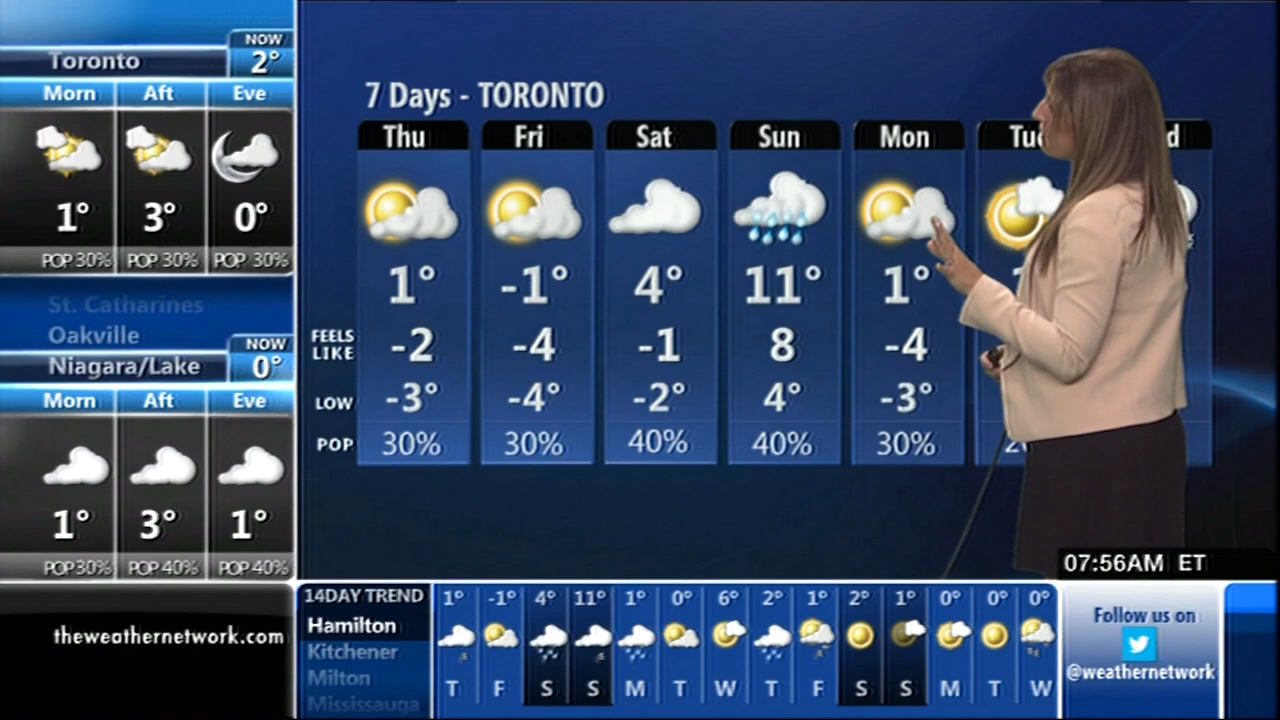 Toronto
NOW
2°
Morn Aft Eve
1° 3° 0°
POP 30% POP 30% POP 30%
St. Catharines
Oakville
Niagara/Lake
NOW
0°
Morn Aft Eve
1° 3° 1°
POP 30% POP 40% POP 40%
theweathernetwork.com
7 Days - TORONTO
Thu Fri Sat Sun Mon
1° -1° 4° 11° 1°
FEELS LIKE -2 -4 -1 8 -4
LOW -3° -4° -2° 4° -3°
POP 30% 30% 40% 40% 30%
07:56AM ET
14DAY TREND
Hamilton
Kitchener
Milton
Mississauga
1° -1° 4° 11° 1° 0° 6° 2° 1° 2° 1° 0° 0° 0°
T F S S M T W T F S S M T W
Follow us on
@weathernetwork